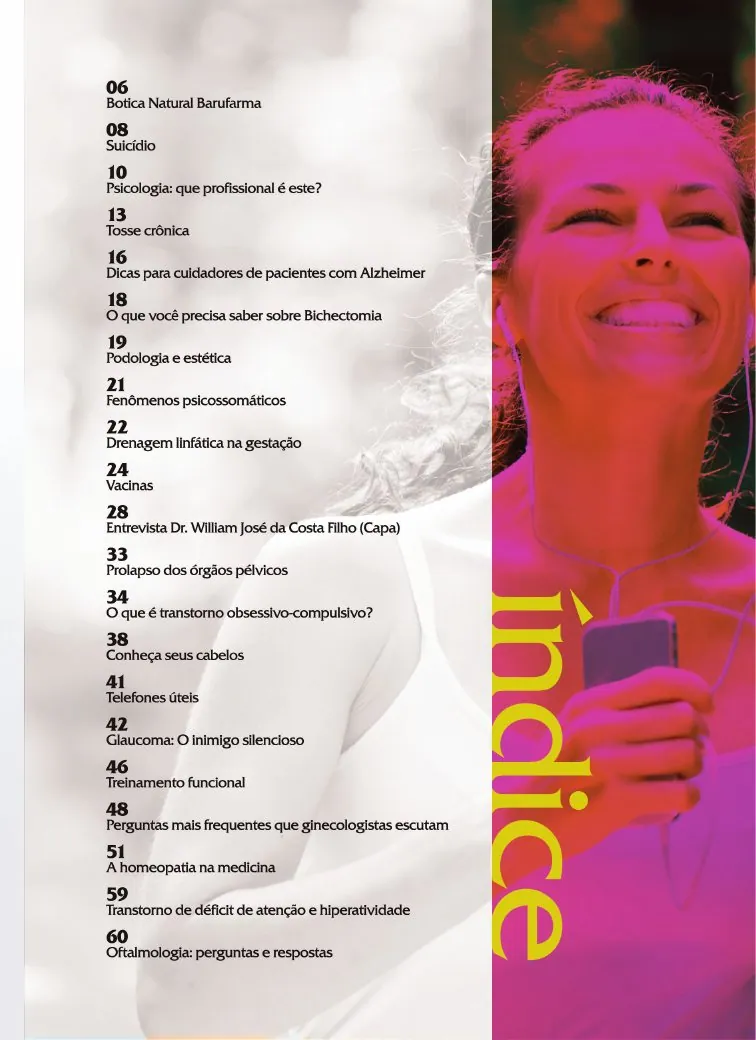 06
Botica Natural Barufarma
08
Suicídio
10
Psicologia: que profissional é este?
13
Tosse crônica
16
Dicas para cuidadores de pacientes com Alzheimer
18
O que você precisa saber sobre Bichectomia
19
Podologia e estética
21
Fenômenos psicossomáticos
22
Drenagem linfática na gestação
24
Vacinas
28
Entrevista Dr. William José da Costa Filho (Capa)
33
Prolapso dos órgãos pélvicos
34
O que é transtorno obsessivo-compulsivo?
38
Conheça seus cabelos
41
Telefones úteis
42
Glaucoma: O inimigo silencioso
46
Treinamento funcional
48
Perguntas mais frequentes que ginecologistas escutam
51
A homeopatia na medicina
59
Transtorno de déficit de atenção e hiperatividade
60
Oftalmologia: perguntas e respostas
índice